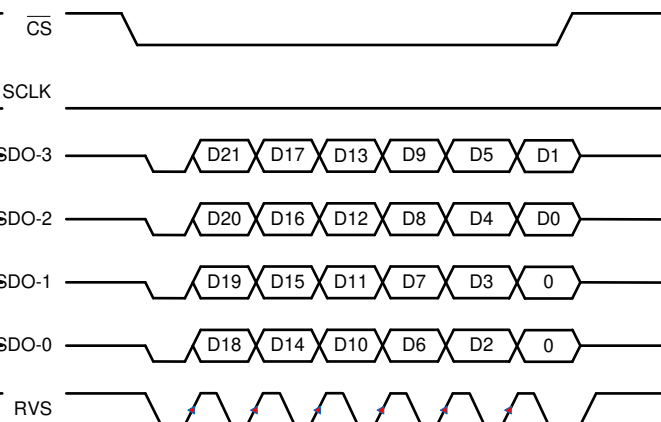 CS
SCLK
SDO-3 D21 D17 D13 D9 D5 D1
SDO-2 D20 D16 D12 D8 D4 D0
SDO-1 D19 D15 D11 D7 D3 0
SDO-0 D18 D14 D10 D6 D2 0
RVS